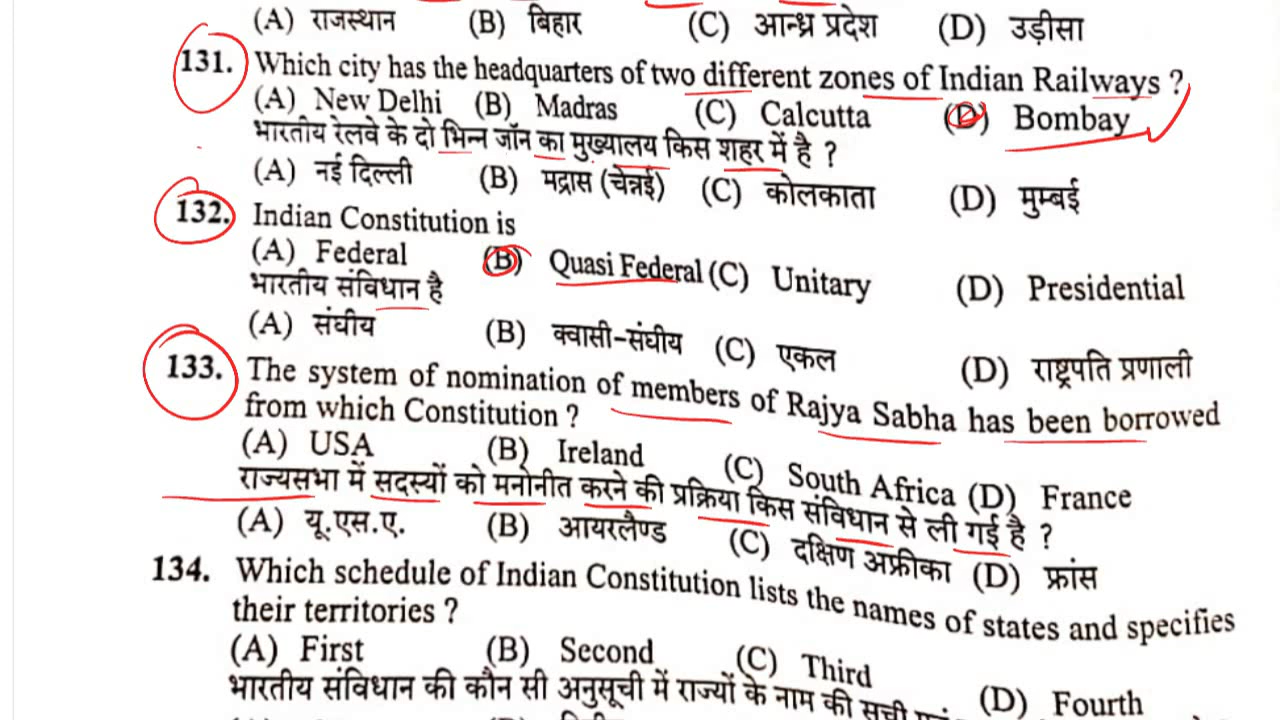 (A) राजस्थान (B) बिहार (C) आन्ध्र प्रदेश (D) उड़ीसा
131. Which city has the headquarters of two different zones of Indian Railways ?
(A) New Delhi (B) Madras (C) Calcutta (D) Bombay
भारतीय रेलवे के दो भिन्न जॉन का मुख्यालय किस शहर में है ?
(A) नई दिल्ली (B) मद्रास (चेन्नई) (C) कोलकाता (D) मुम्बई
132. Indian Constitution is
(A) Federal (B) Quasi Federal (C) Unitary (D) Presidential
भारतीय संविधान है
(A) संघीय (B) क्वासी-संघीय (C) एकल (D) राष्ट्रपति प्रणाली
133. The system of nomination of members of Rajya Sabha has been borrowed
from which Constitution ?
(A) USA (B) Ireland (C) South Africa (D) France
राज्यसभा में सदस्यों को मनोनीत करने की प्रक्रिया किस संविधान से ली गई है ?
(A) यू.एस.ए. (B) आयरलैण्ड (C) दक्षिण अफ्रीका (D) फ्रांस
134. Which schedule of Indian Constitution lists the names of states and specifies
their territories ?
(A) First (B) Second (C) Third (D) Fourth
भारतीय संविधान की कौन सी अनुसूची में राज्यों के नाम की सूची